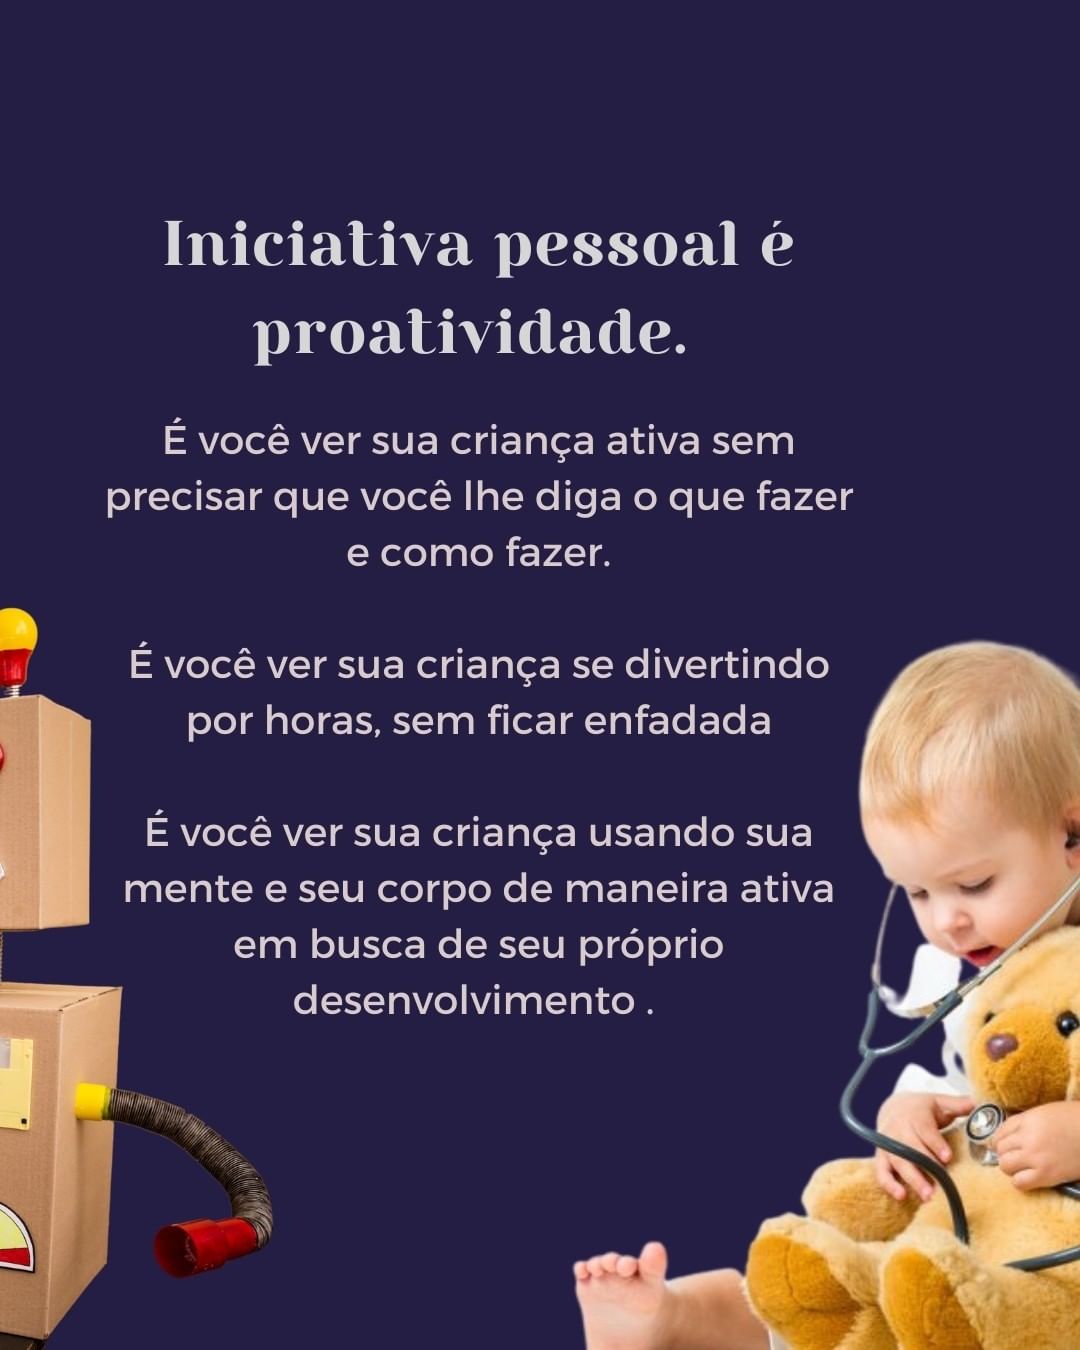 Iniciativa pessoal é
proatividade.
É você ver sua criança ativa sem
precisar que você lhe diga o que fazer
e como fazer.
É você ver sua criança se divertindo
por horas, sem ficar enfadada
É você ver sua criança usando sua
mente e seu corpo de maneira ativa
em busca de seu próprio
desenvolvimento .